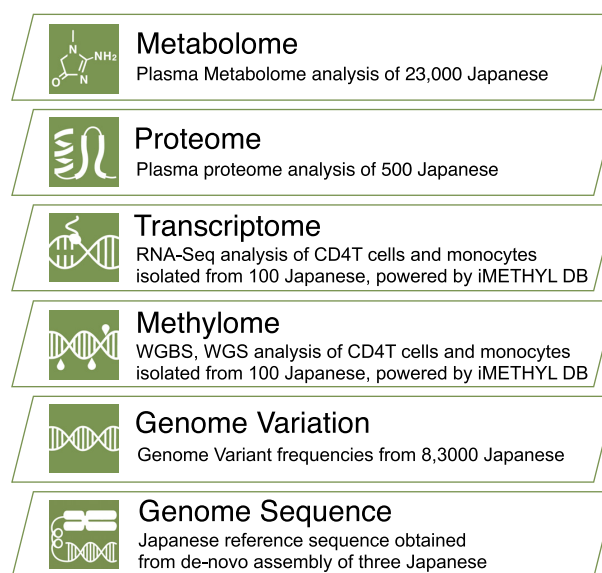 Metabolome
Plasma Metabolome analysis of 23,000 Japanese
N
NH₂
N
O
Proteome
Plasma proteome analysis of 500 Japanese
Transcriptome
RNA-Seq analysis of CD4T cells and monocytes
isolated from 100 Japanese, powered by iMETHYL DB
Methylome
WGBS, WGS analysis of CD4T cells and monocytes
isolated from 100 Japanese, powered by iMETHYL DB
Genome Variation
Genome Variant frequencies from 8,3000 Japanese
Genome Sequence
Japanese reference sequence obtained
from de-novo assembly of three Japanese